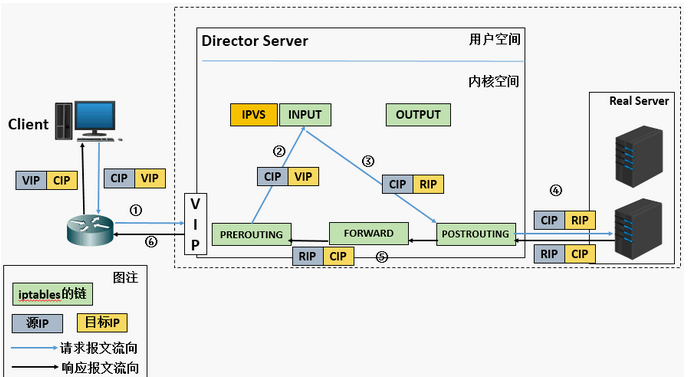 Director Server
用户空间
内核空间
IPVS
INPUT
OUTPUT
Real Server
Client
②
③
④
CIP VIP
CIP RIP
VIP CIP
CIP VIP
①
⑥
VIP
PREROUTING
FORWARD
POSTROUTING
CIP RIP
RIP CIP
RIP CIP
⑤
图注
iptables的链
源IP
目标IP
请求报文流向
响应报文流向